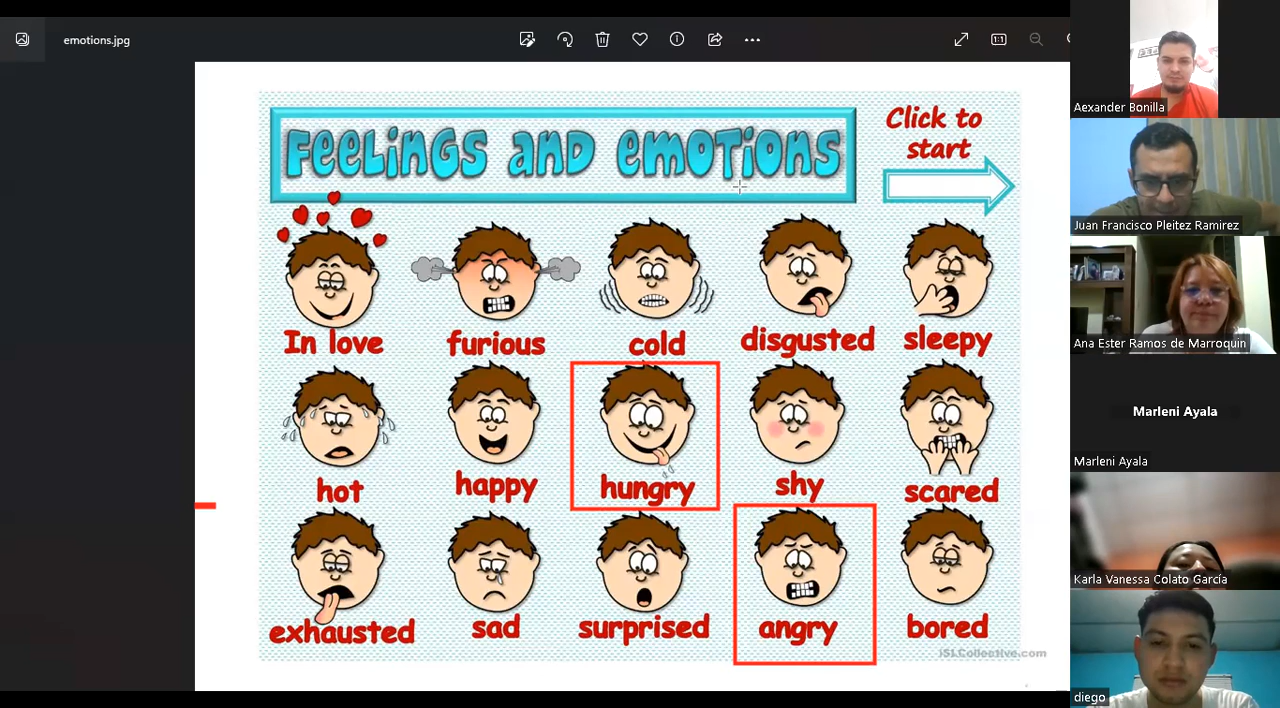 emotions.jpg
Feelings and emotions
Click to
start
In love
furious
cold
disgusted
sleepy
hot
happy
hungry
shy
scared
exhausted
sad
surprised
angry
bored
iSLCollective.com
Aexander Bonilla
Juan Francisco Pleitez Ramirez
Ana Ester Ramos de Marroquin
Marleni Ayala
Marleni Ayala
Karla Vanessa Colato García
diego